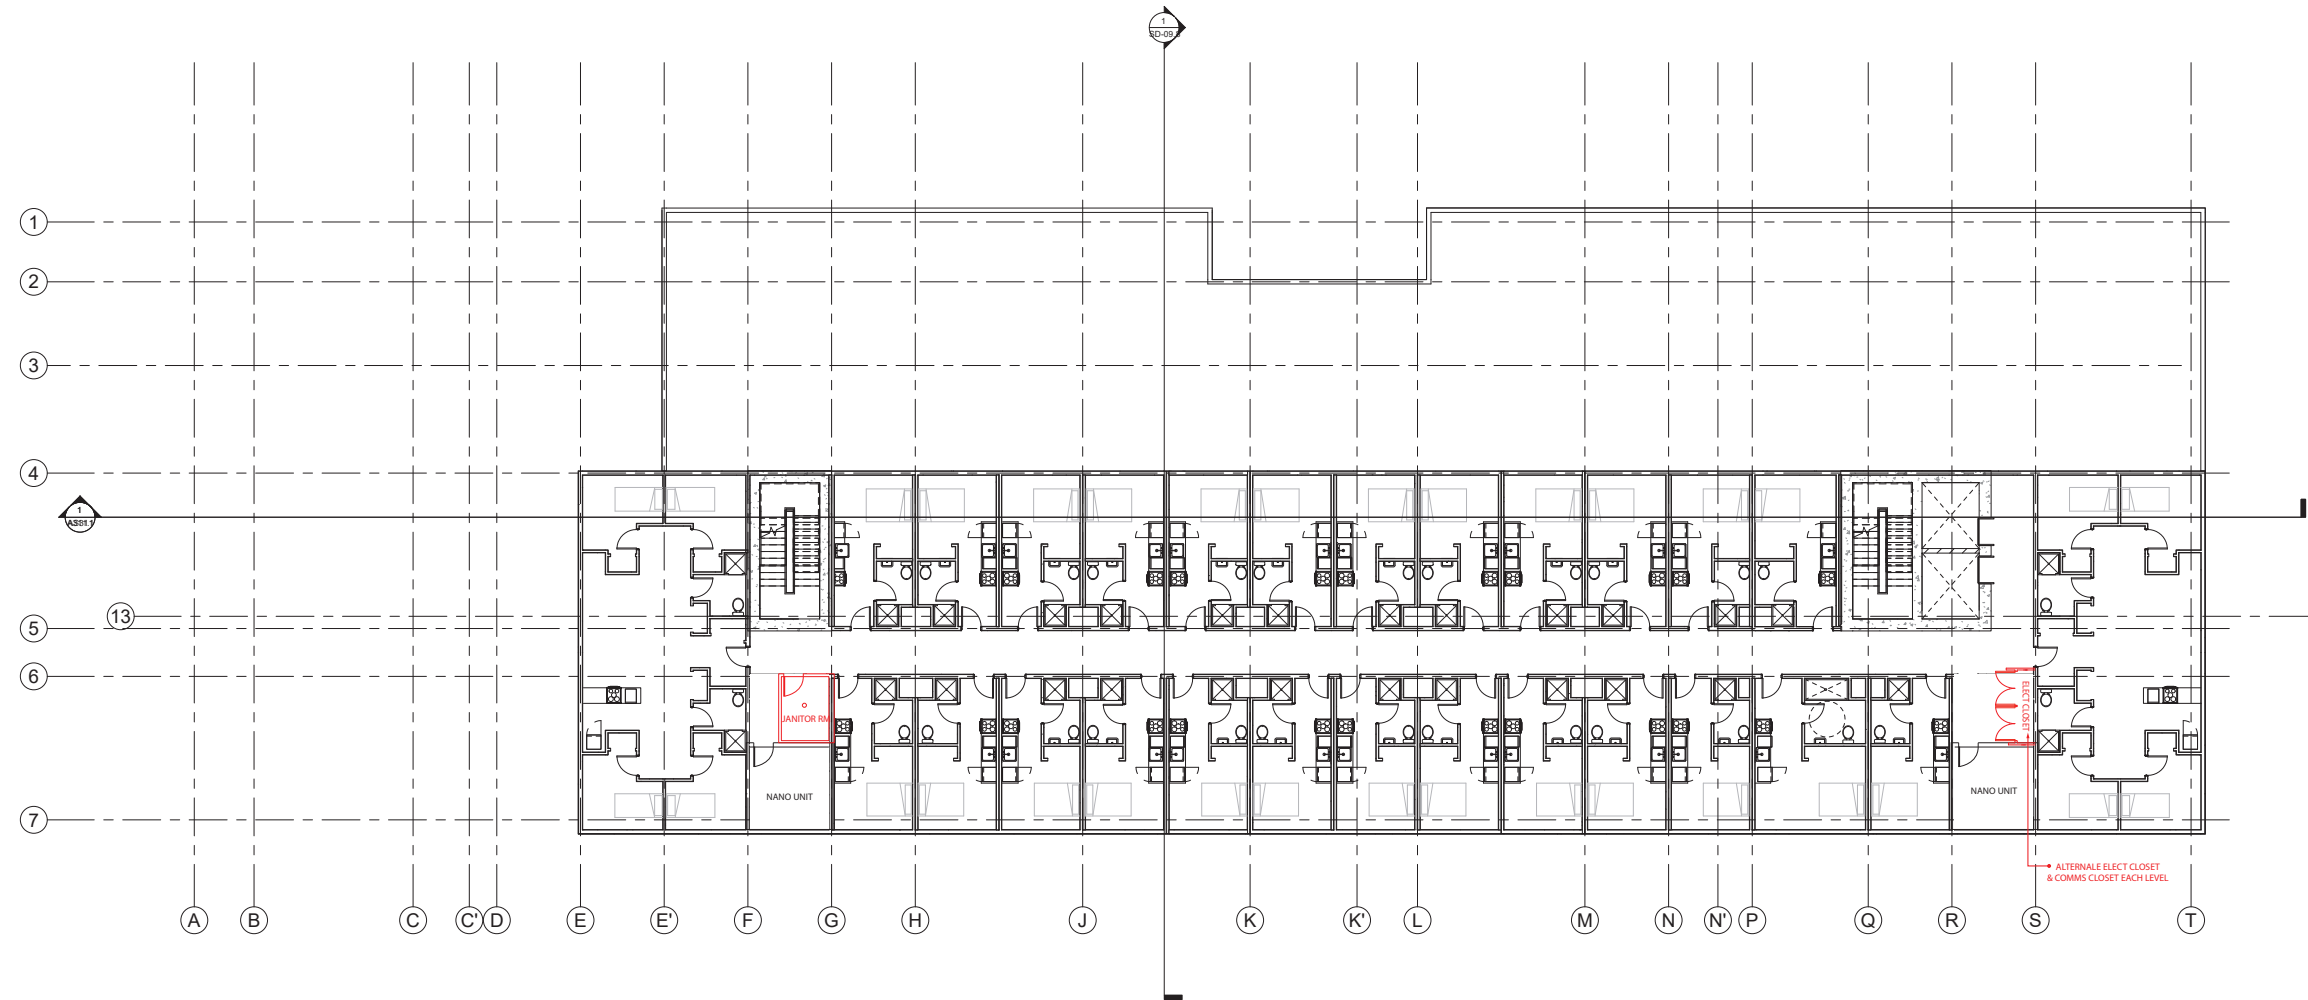 1
SD-09.
1
2
3
4
1
13
5
6
7
JANITOR RM
ELECT CLOSET
NANO UNIT
NANO UNIT
ALTERNALE ELECT CLOSET
& COMMS CLOSET EACH LEVEL
A
B
C
C'
D
E
E'
F
G
H
J
K
K'
L
M
N
N'
P
Q
R
S
T